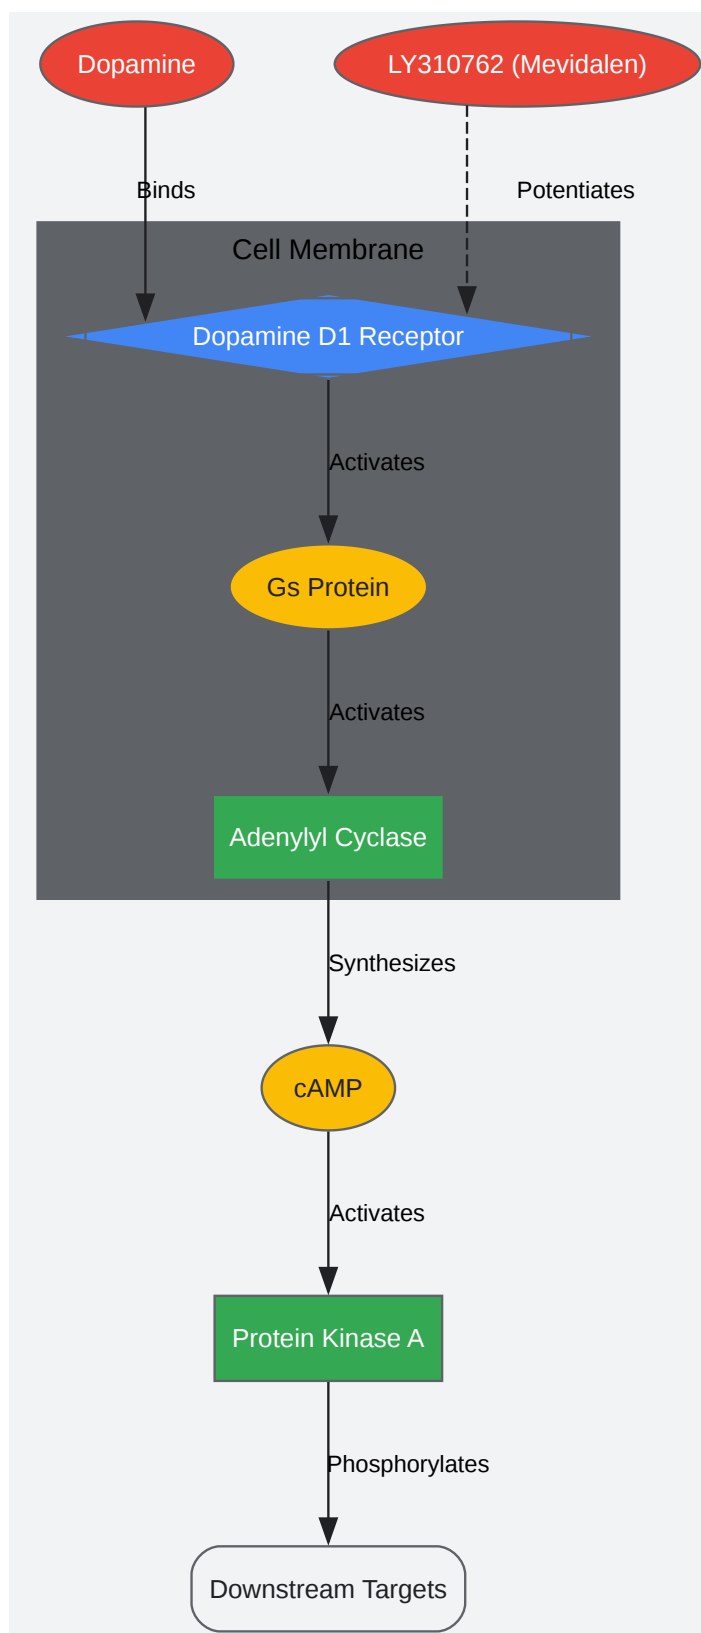 Dopamine
LY310762 (Mevidalen)
Binds
Potentiates
Cell Membrane
Dopamine D1 Receptor
Activates
Gs Protein
Activates
Adenylyl Cyclase
Synthesizes
cAMP
Activates
Protein Kinase A
Phosphorylates
Downstream Targets